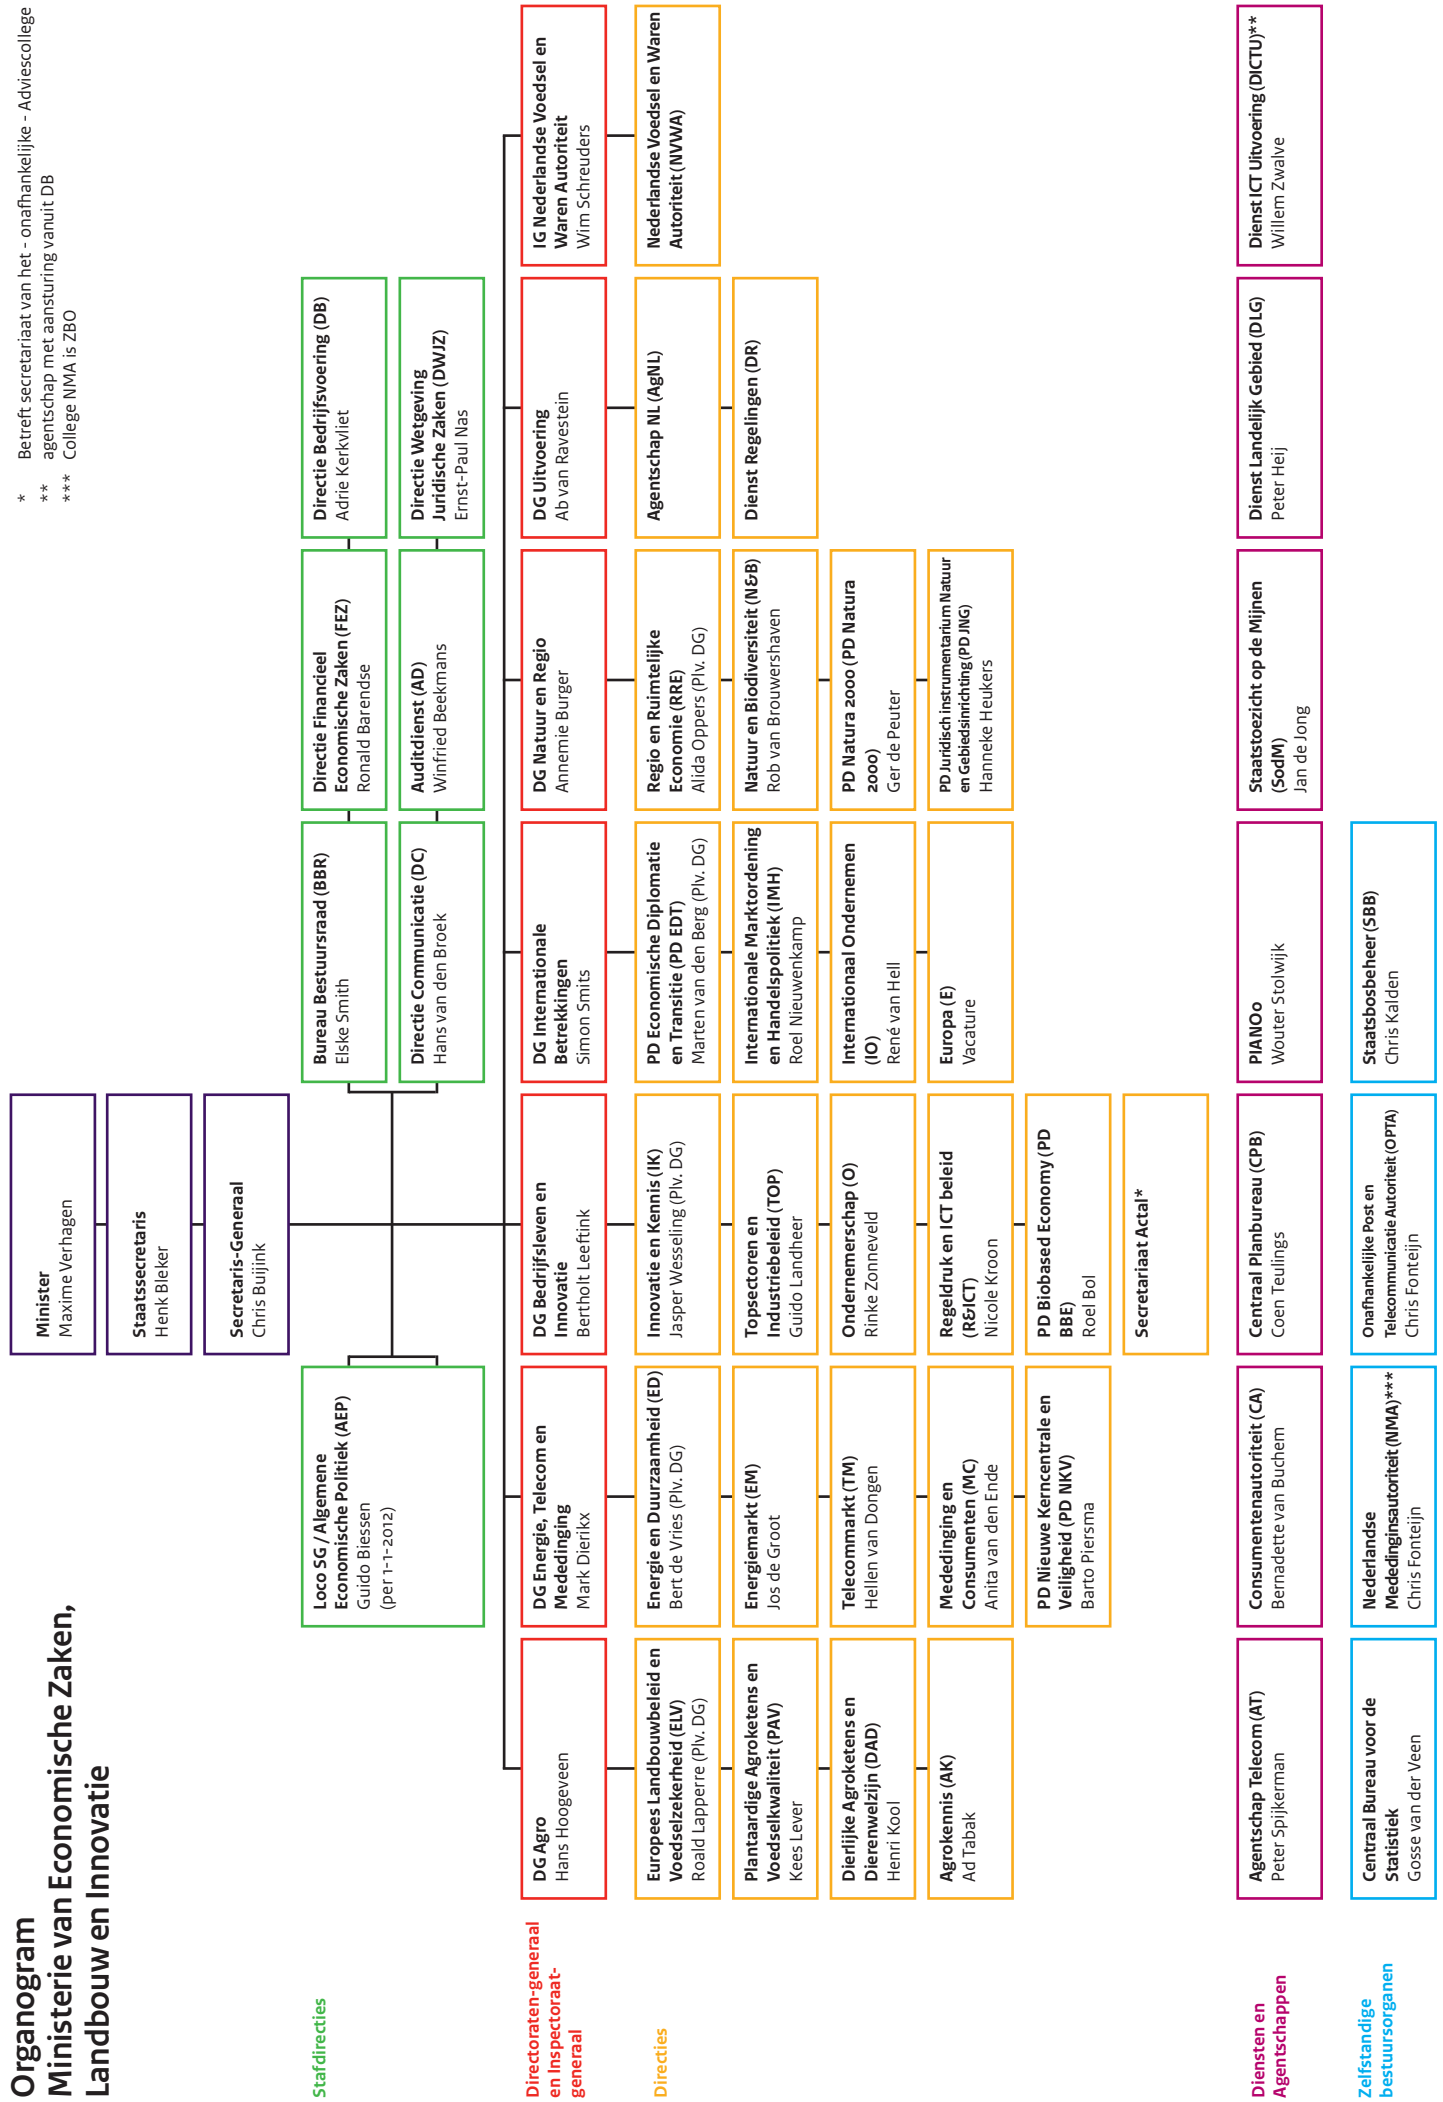 Organogram
Ministerie van Economische Zaken,
Landbouw en Innovatie
* Betreft secretariaat van het - onafhankelijke - Adviescollege
** agentschap met aansturing vanuit DB
*** College NMA is ZBO
Minister
Maxime Verhagen
Staatssecretaris
Henk Bleker
Secretaris-Generaal
Chris Buijink
Stafdirecties
Loco SG / Algemene
Economische Politiek (AEP)
Guido Biessen
(per 1-1-2012)
Bureau Bestuursraad (BBR)
Elske Smith
Directie Financieel
Economische Zaken (FEZ)
Ronald Barendse
Directie Bedrijfsvoering (DB)
Adrie Kerkvliet
Directie Communicatie (DC)
Hans van den Broek
Auditdienst (AD)
Winfried Beekmans
Directie Wetgeving
Juridische Zaken (DWJZ)
Ernst-Paul Nas
Directoraten-generaal
en Inspectoraat-
generaal
DG Agro
Hans Hoogeveen
DG Energie, Telecom en
Mededinging
Mark Dierikx
DG Bedrijfsleven en
Innovatie
Bertholt Leeftink
DG Internationale
Betrekkingen
Simon Smits
DG Natuur en Regio
Annemie Burger
DG Uitvoering
Ab van Ravestein
IG Nederlandse Voedsel en
Waren Autoriteit
Wim Schreuders
Directies
Europees Landbouwbeleid en
Voedselzekerheid (ELV)
Roald Lapperre (Plv. DG)
Energie en Duurzaamheid (ED)
Bert de Vries (Plv. DG)
Innovatie en Kennis (IK)
Jasper Wesseling (Plv. DG)
PD Economische Diplomatie
en Transitie (PD EDT)
Marten van den Berg (Plv. DG)
Regio en Ruimtelijke
Economie (RRE)
Alida Oppers (Plv. DG)
Agentschap NL (AgNL)
Nederlandse Voedsel en Waren
Autoriteit (NVWA)
Plantaardige Agroketens en
Voedselkwaliteit (PAV)
Kees Lever
Energiemarkt (EM)
Jos de Groot
Topsectoren en
Industriebeleid (TOP)
Guido Landheer
Internationale Marktordening
en Handelspolitiek (IMH)
Roel Nieuwenkamp
Natuur en Biodiversiteit (N&B)
Rob van Brouwershaven
Dienst Regelingen (DR)
Dierlijke Agroketens en
Dierenwelzijn (DAD)
Henri Kool
Telecommarkt (TM)
Hellen van Dongen
Ondernemerschap (O)
Rinke Zonneveld
Internationaal Ondernemen
(IO)
René van Hell
PD Natura 2000 (PD Natura
2000)
Ger de Peuter
Agrokennis (AK)
Ad Tabak
Mededinging en
Consumenten (MC)
Anita van den Ende
Regeldruk en ICT beleid
(R&ICT)
Nicole Kroon
Europa (E)
Vacature
PD Juridisch instrumentarium Natuur
en Gebiedsinrichting (PD JNG)
Hanneke Heukers
PD Nieuwe Kerncentrale en
Veiligheid (PD NKV)
Barto Piersma
PD Biobased Economy (PD
BBE)
Roel Bol
Secretariaat Actal*
Diensten en
Agentschappen
Agentschap Telecom (AT)
Peter Spijkerman
Consumentenautoriteit (CA)
Bernadette van Buchem
Centraal Planbureau (CPB)
Coen Teulings
PIANOo
Wouter Stolwijk
Staatstoezicht op de Mijnen
(SodM)
Jan de Jong
Dienst Landelijk Gebied (DLG)
Peter Heij
Dienst ICT Uitvoering (DICTU)**
Willem Zwalve
Zelfstandige
bestuursorganen
Centraal Bureau voor de
Statistiek
Gosse van der Veen
Nederlandse
Mededinginsautoriteit (NMA)***
Chris Fonteijn
Onafhankelijke Post en
Telecommunicatie Autoriteit (OPTA)
Chris Fonteijn
Staatsbosbeheer (SBB)
Chris Kalden